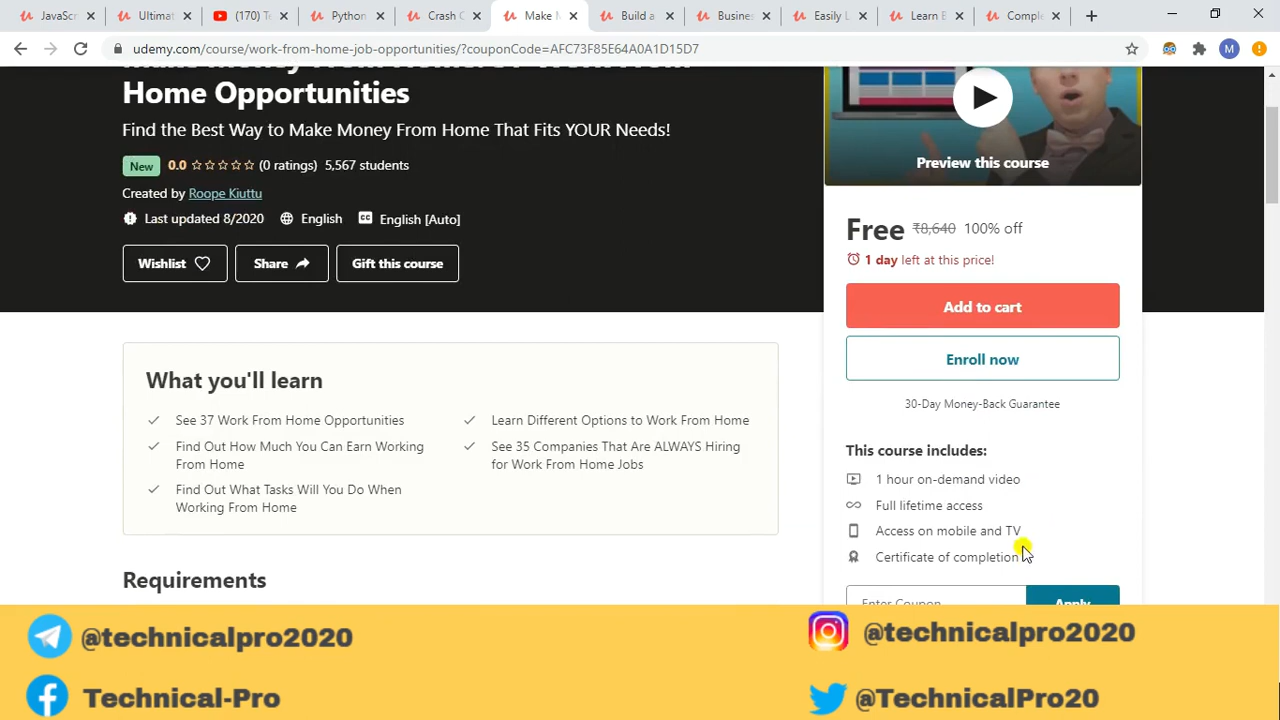 JavaScr
Ultimat
(170) Te
Python
Crash C
Make M
Build a
Busines
Easily L
Learn B
Comple
udemy.com/course/work-from-home-job-opportunities/?couponCode=AFC73F85E64A0A1D15D7
M
Home Opportunities
Find the Best Way to Make Money From Home That Fits YOUR Needs!
New 0.0 (0 ratings) 5,567 students
Created by Roope Kiuttu
Last updated 8/2020 English English [Auto]
Wishlist Share Gift this course
Preview this course
Free ₹8,640 100% off
1 day left at this price!
Add to cart
Enroll now
30-Day Money-Back Guarantee
This course includes:
1 hour on-demand video
Full lifetime access
Access on mobile and TV
Certificate of completion
Enter Coupon Apply
What you'll learn
See 37 Work From Home Opportunities
Find Out How Much You Can Earn Working
From Home
Find Out What Tasks Will You Do When
Working From Home
Learn Different Options to Work From Home
See 35 Companies That Are ALWAYS Hiring
for Work From Home Jobs
Requirements
@technicalpro2020
@technicalpro2020
Technical-Pro
@TechnicalPro20